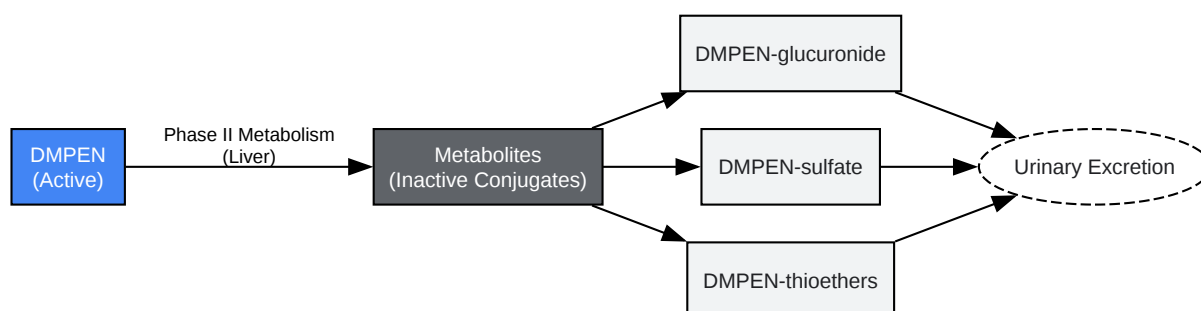 DMPEN
(Active)
Phase II Metabolism
(Liver)
Metabolites
(Inactive Conjugates)
DMPEN-glucuronide
DMPEN-sulfate
DMPEN-thioethers
Urinary Excretion